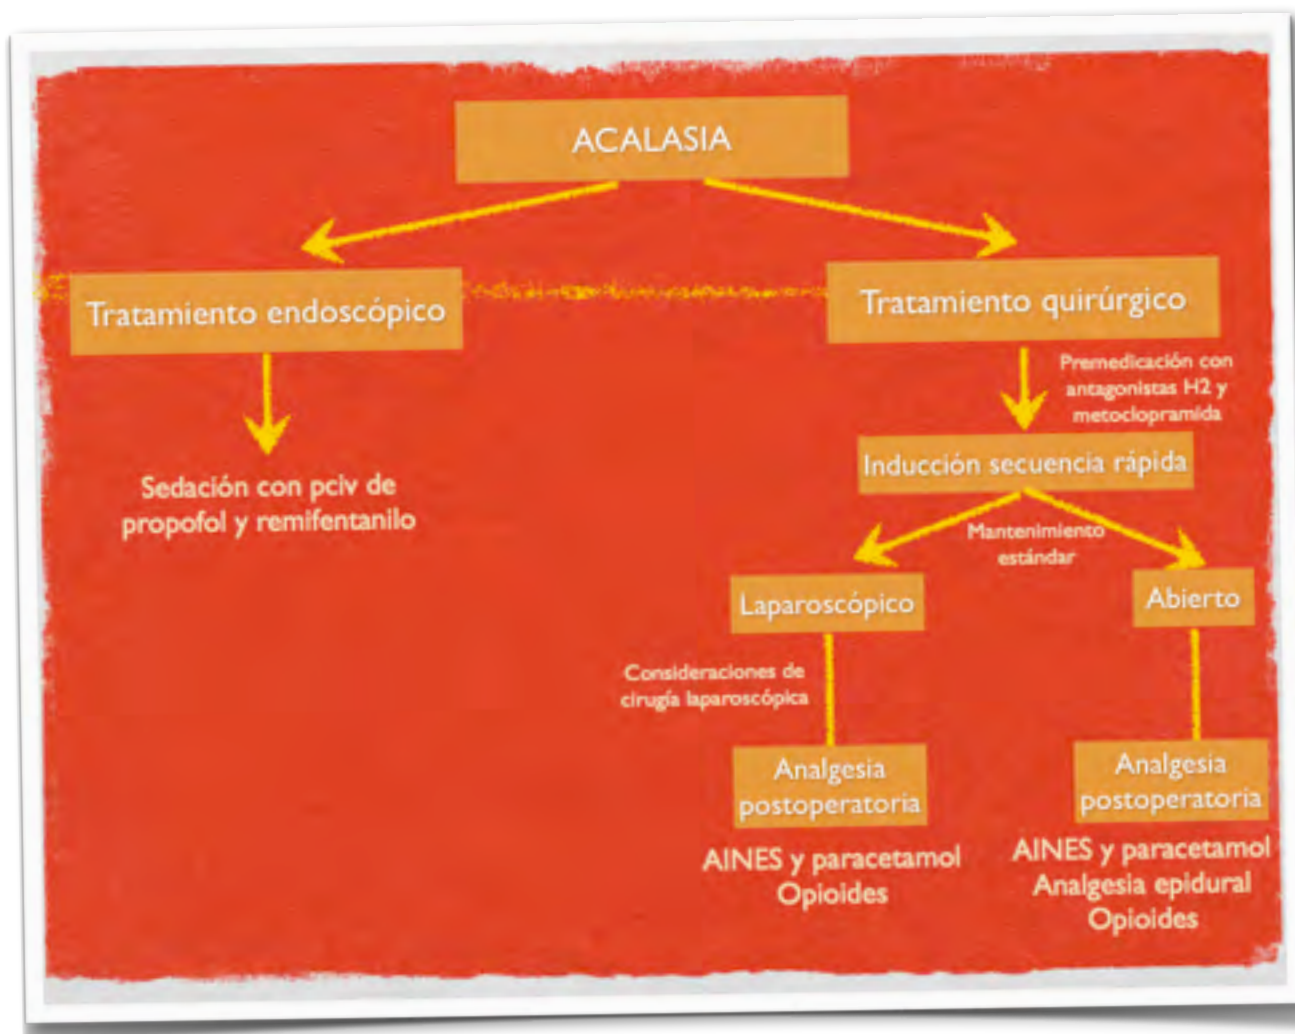 ACALASIA
Tratamiento endoscópico
Sedación con pciv de
propofol y remifentanilo
Tratamiento quirúrgico
Premedicación con
antagonistas H2 y
metoclopramida
Inducción secuencia rápida
Mantenimiento
estándar
Laparoscópico
Abierto
Consideraciones de
cirugía laparoscópica
Analgesia
postoperatoria
AINES y paracetamol
Opioides
Analgesia
postoperatoria
AINES y paracetamol
Analgesia epidural
Opioides